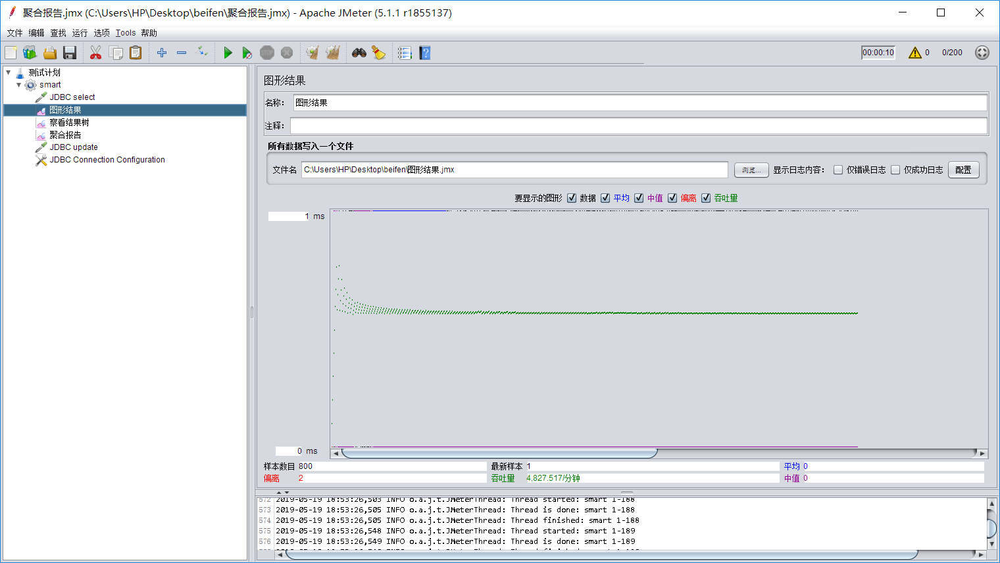 聚合报告.jmx (C:\Users\HP\Desktop\beifen\聚合报告.jmx) - Apache JMeter (5.1.1 r1855137)
文件 编辑 查找 运行 选项 Tools 帮助
STOP
00:00:10 0 0/200
测试计划
smart
JDBC select
图形结果
察看结果树
聚合报告
JDBC update
JDBC Connection Configuration
图形结果
名称： 图形结果
注释：
所有数据写入一个文件
文件名 C:\Users\HP\Desktop\beifen\图形结果.jmx 浏览... 显示日志内容： 仅错误日志 仅成功日志 配置
要显示的图形 数据 平均 中值 偏离 吞吐量
1 ms
0 ms
样本数目 800 最新样本 1 平均 0
偏离 2 吞吐量 4,827.517/分钟 中值 0
572 2019-05-19 18:53:26,503 INFO o.a.j.t.JMeterThread: Thread started: smart 1-188
573 2019-05-19 18:53:26,505 INFO o.a.j.t.JMeterThread: Thread is done: smart 1-188
574 2019-05-19 18:53:26,505 INFO o.a.j.t.JMeterThread: Thread finished: smart 1-188
575 2019-05-19 18:53:26,548 INFO o.a.j.t.JMeterThread: Thread started: smart 1-189
576 2019-05-19 18:53:26,549 INFO o.a.j.t.JMeterThread: Thread is done: smart 1-189